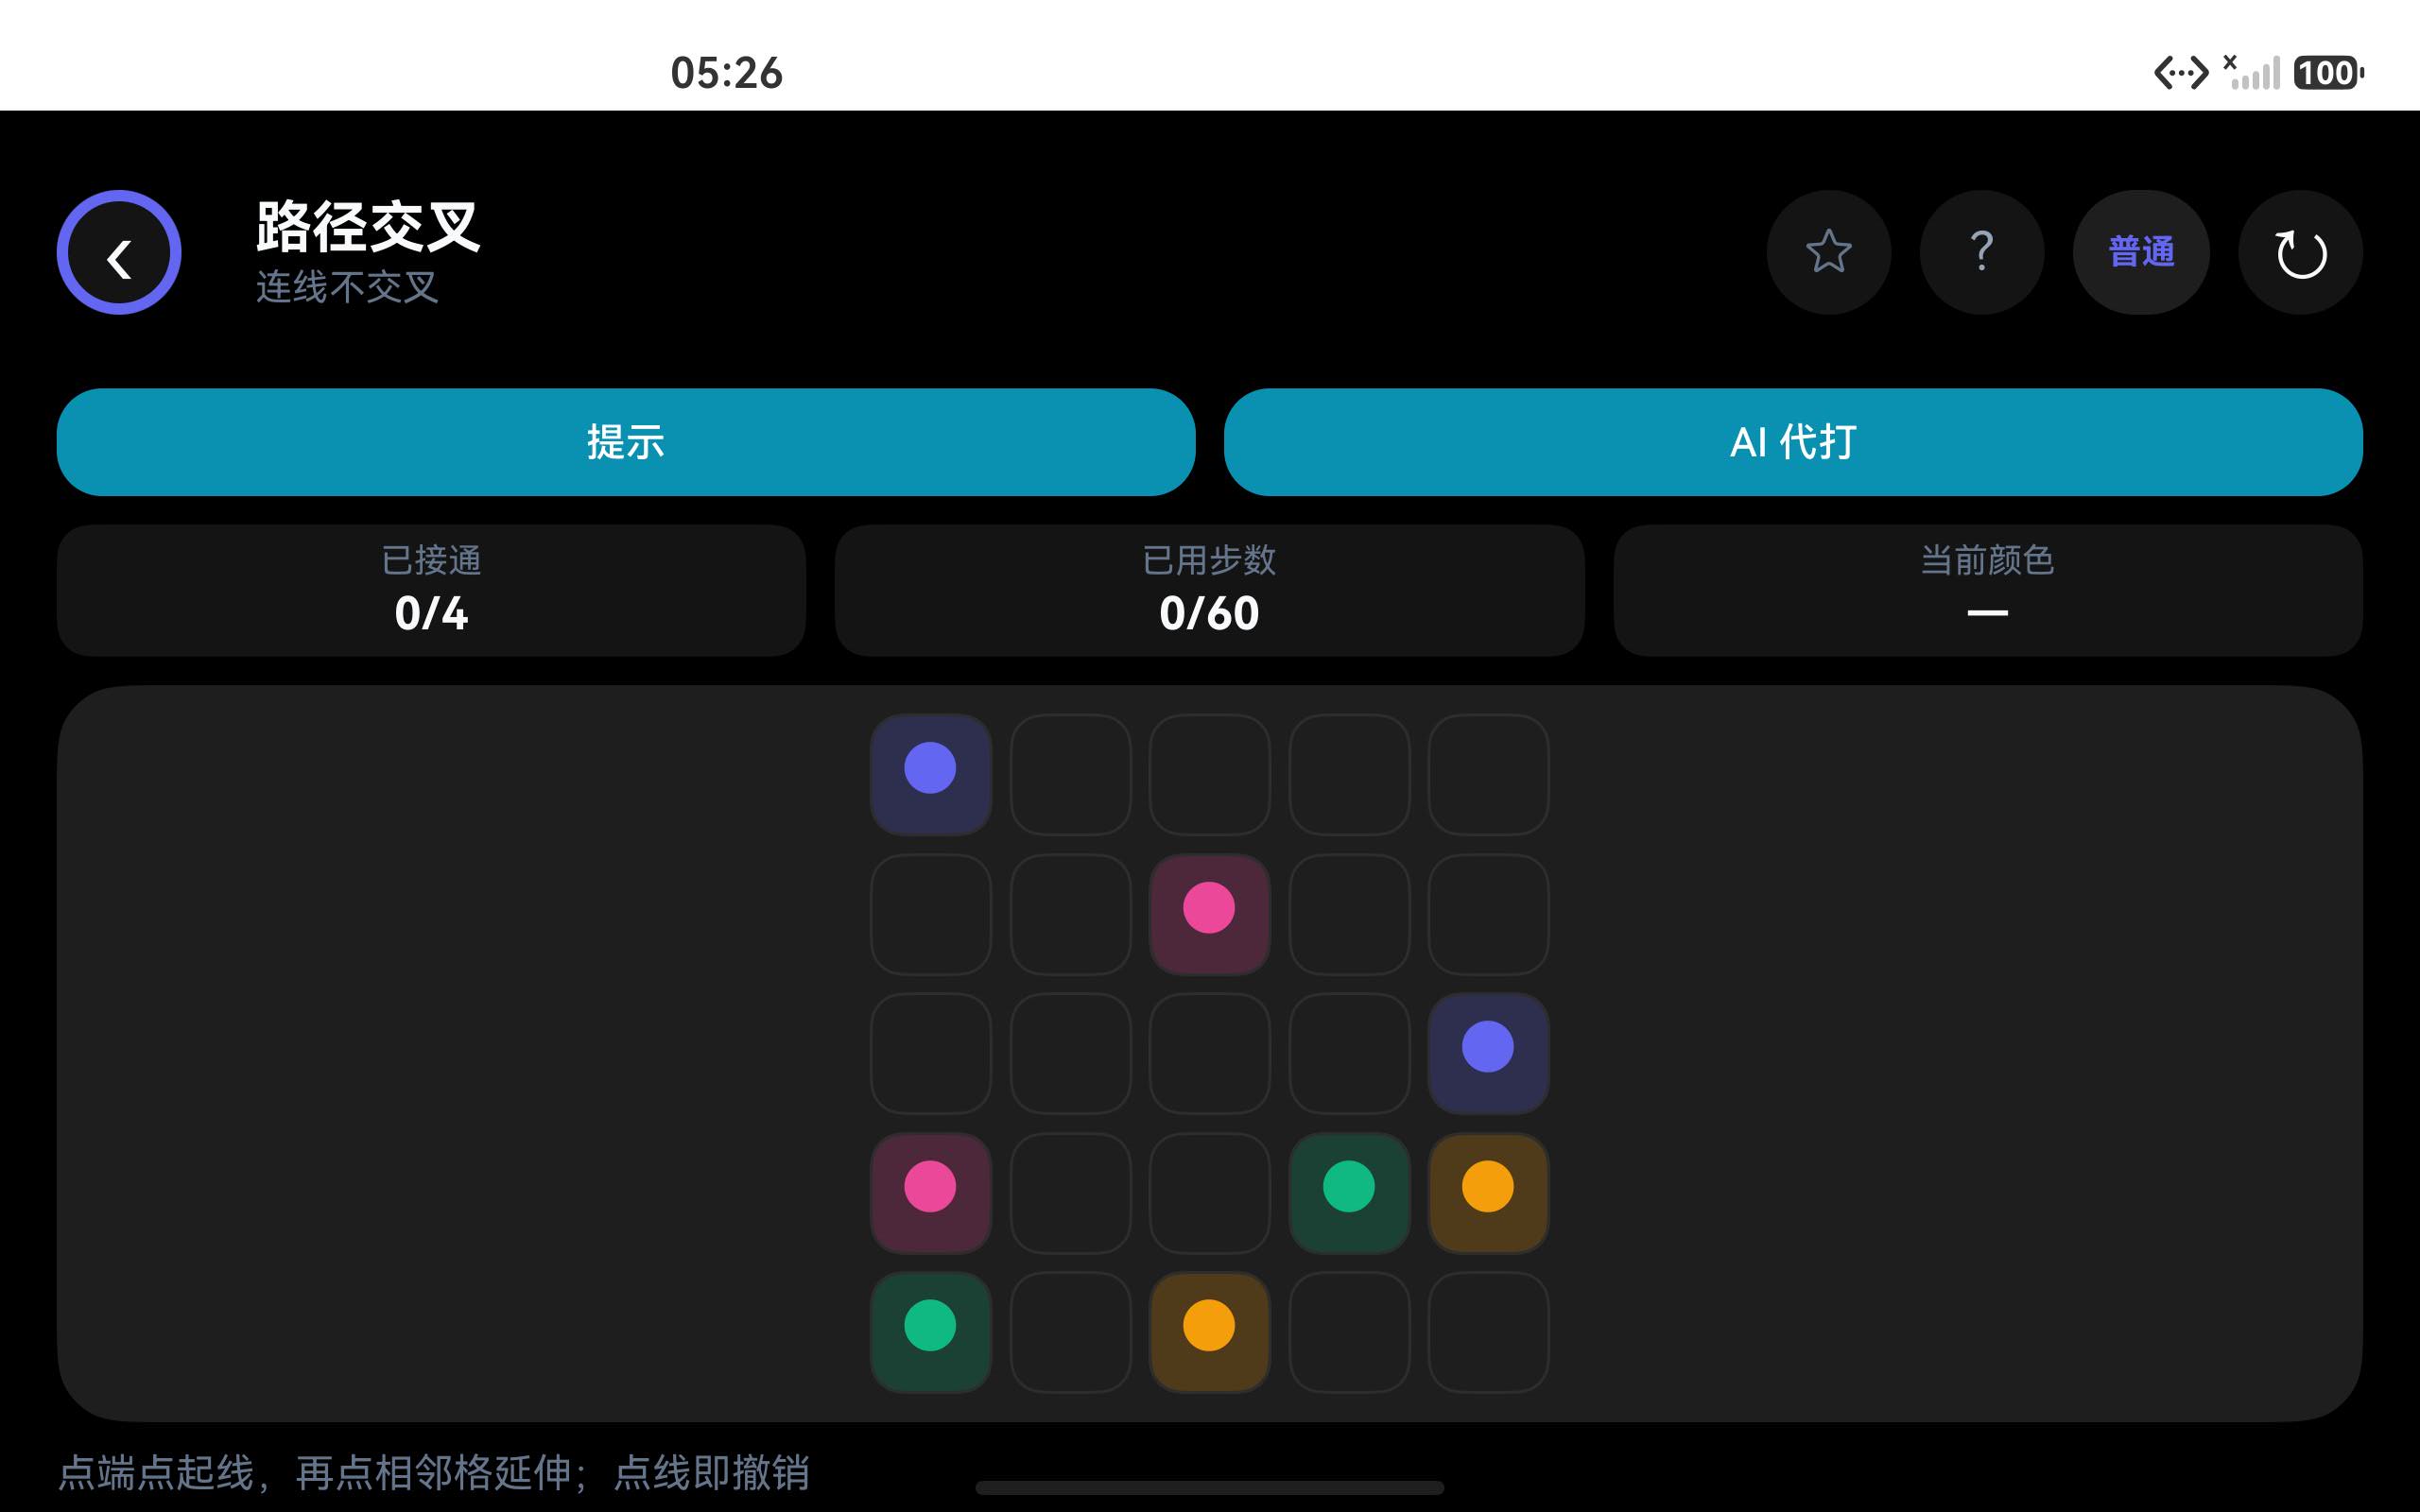 05:26
100
路径交叉
连线不交叉
?
普通
提示
AI 代打
已接通
0/4
已用步数
0/60
当前颜色
—
点端点起线，再点相邻格延伸；点线即撤销